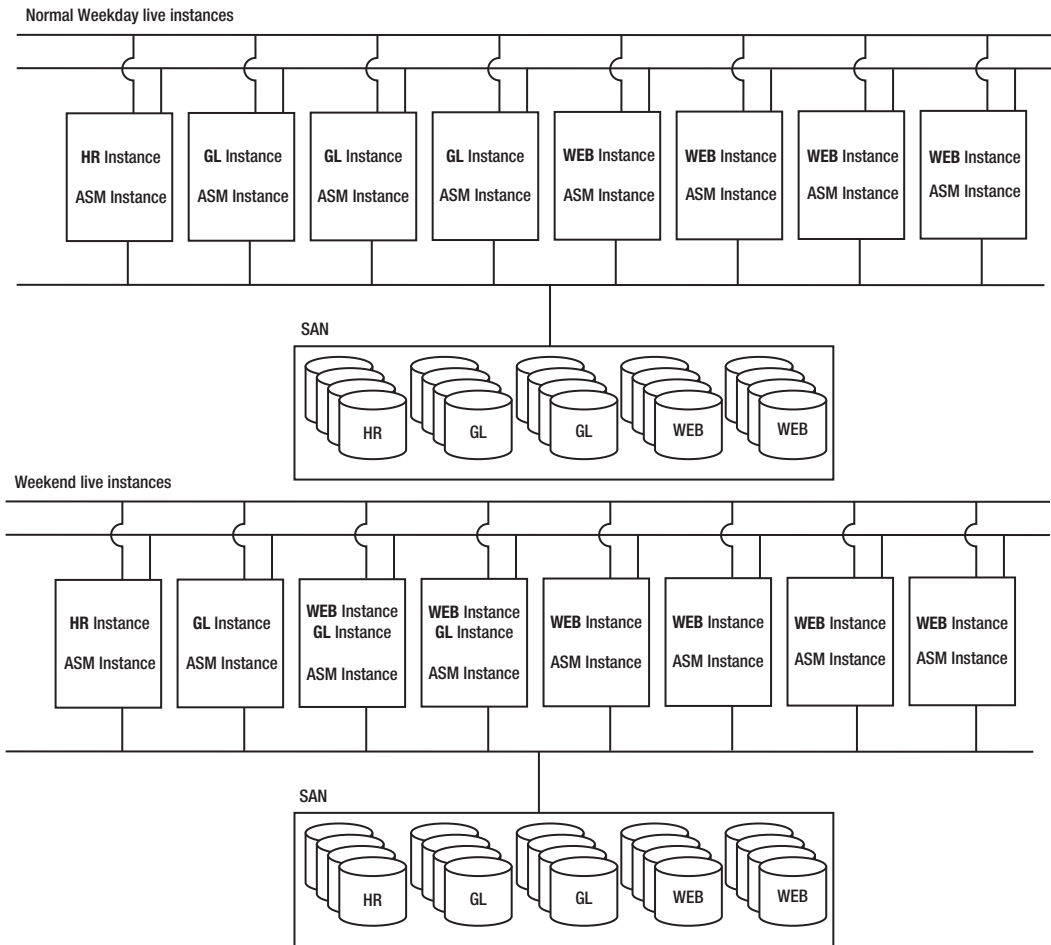 Normal Weekday live instances
HR Instance
ASM Instance
GL Instance
ASM Instance
GL Instance
ASM Instance
GL Instance
ASM Instance
WEB Instance
ASM Instance
WEB Instance
ASM Instance
WEB Instance
ASM Instance
WEB Instance
ASM Instance
SAN
HR
GL
GL
WEB
WEB
Weekend live instances
HR Instance
ASM Instance
GL Instance
ASM Instance
WEB Instance
GL Instance
ASM Instance
WEB Instance
GL Instance
ASM Instance
WEB Instance
ASM Instance
WEB Instance
ASM Instance
WEB Instance
ASM Instance
WEB Instance
ASM Instance
SAN
HR
GL
GL
WEB
WEB